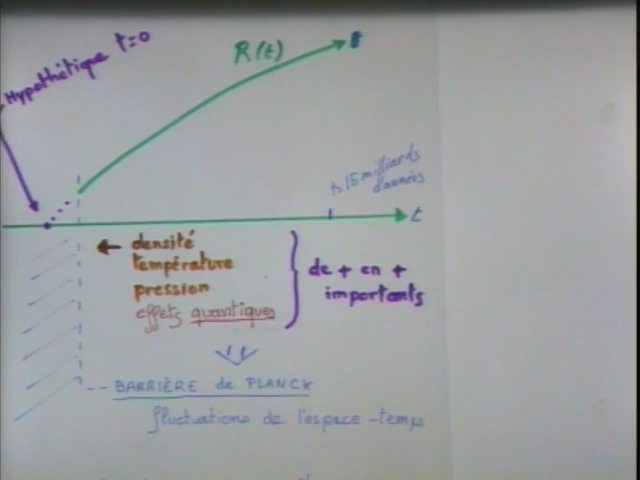 Hypothétique t=0
R(t)
15 milliards
d'années
t
← densité
température
pression
effets quantiques
de + en +
importants
BARRIÈRE de PLANCK
fluctuations de l'espace-temps